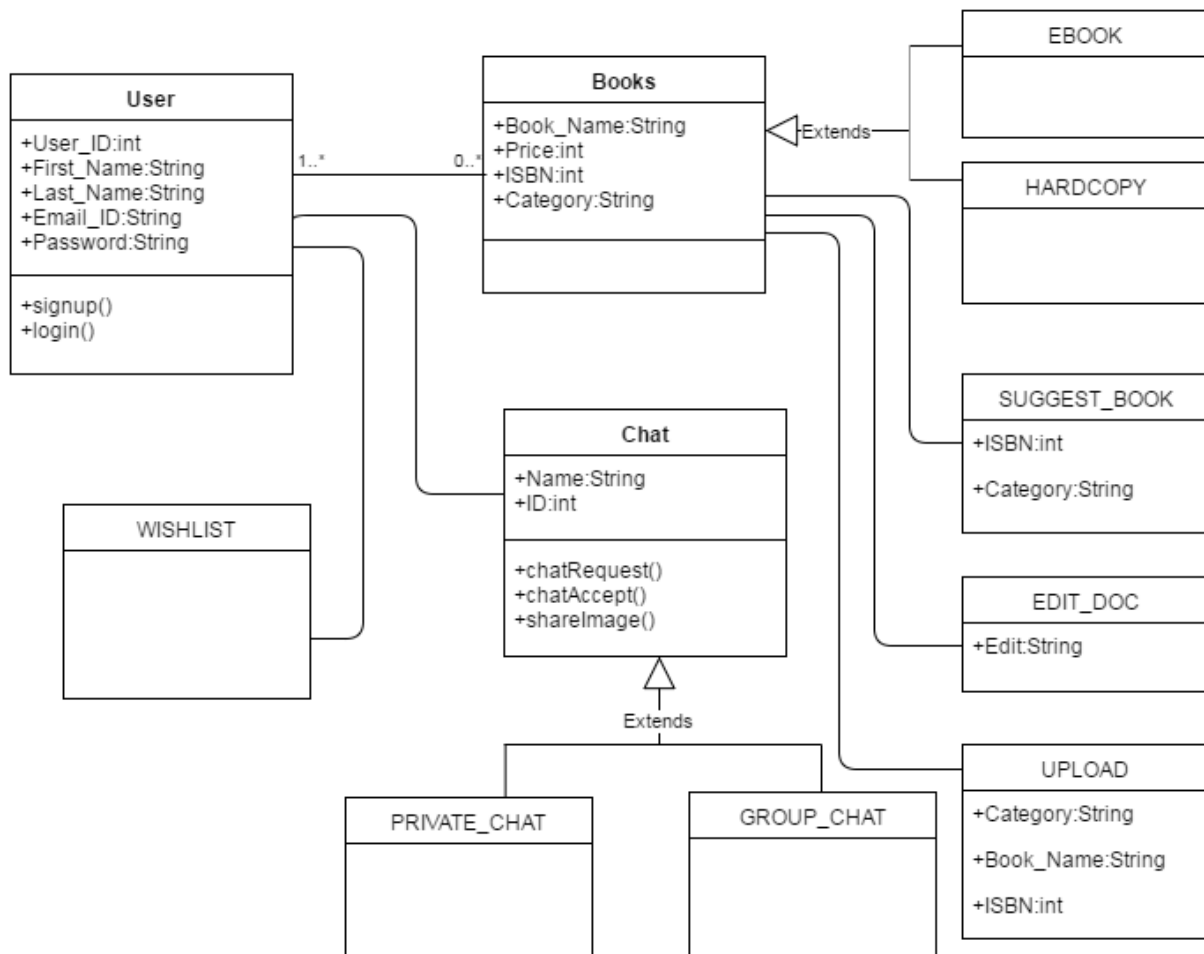 User
+User_ID:int
+First_Name:String
+Last_Name:String
+Email_ID:String
+Password:String
+signup()
+login()
1..*
0..*
Books
+Book_Name:String
+Price:int
+ISBN:int
+Category:String
Extends
EBOOK
HARDCOPY
SUGGEST_BOOK
+ISBN:int
+Category:String
Chat
+Name:String
+ID:int
+chatRequest()
+chatAccept()
+shareImage()
WISHLIST
EDIT_DOC
+Edit:String
Extends
PRIVATE_CHAT
GROUP_CHAT
UPLOAD
+Category:String
+Book_Name:String
+ISBN:int